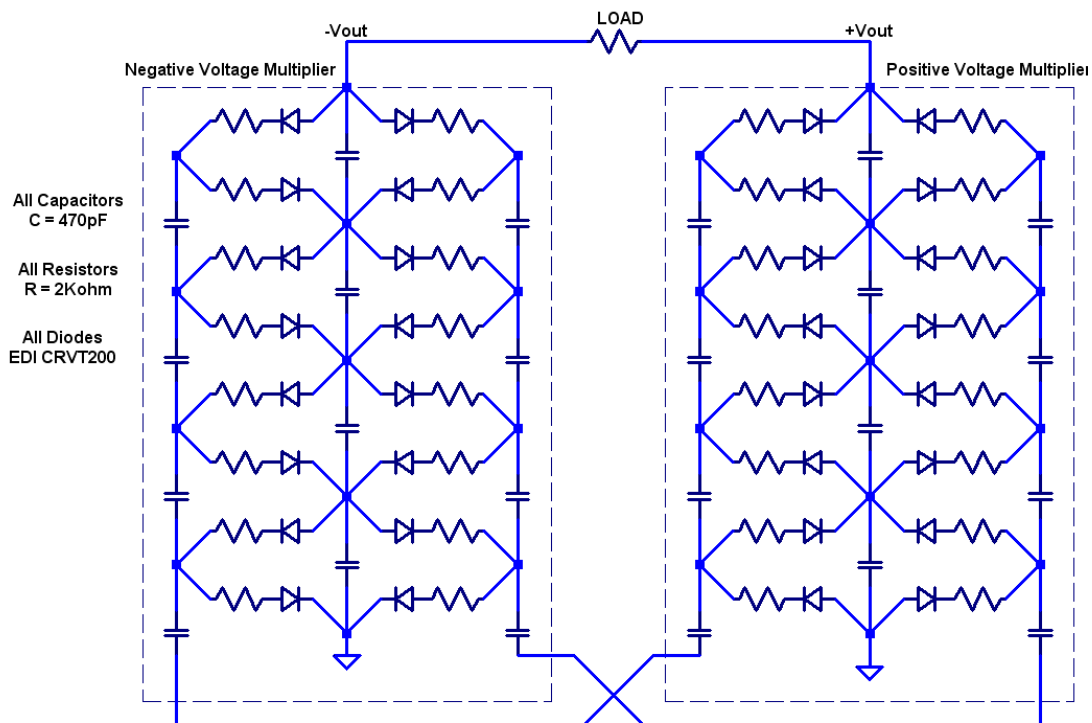 LOAD
-Vout
+Vout
Negative Voltage Multiplier
Positive Voltage Multiplier
All Capacitors
C = 470pF
All Resistors
R = 2Kohm
All Diodes
EDI CRVT200